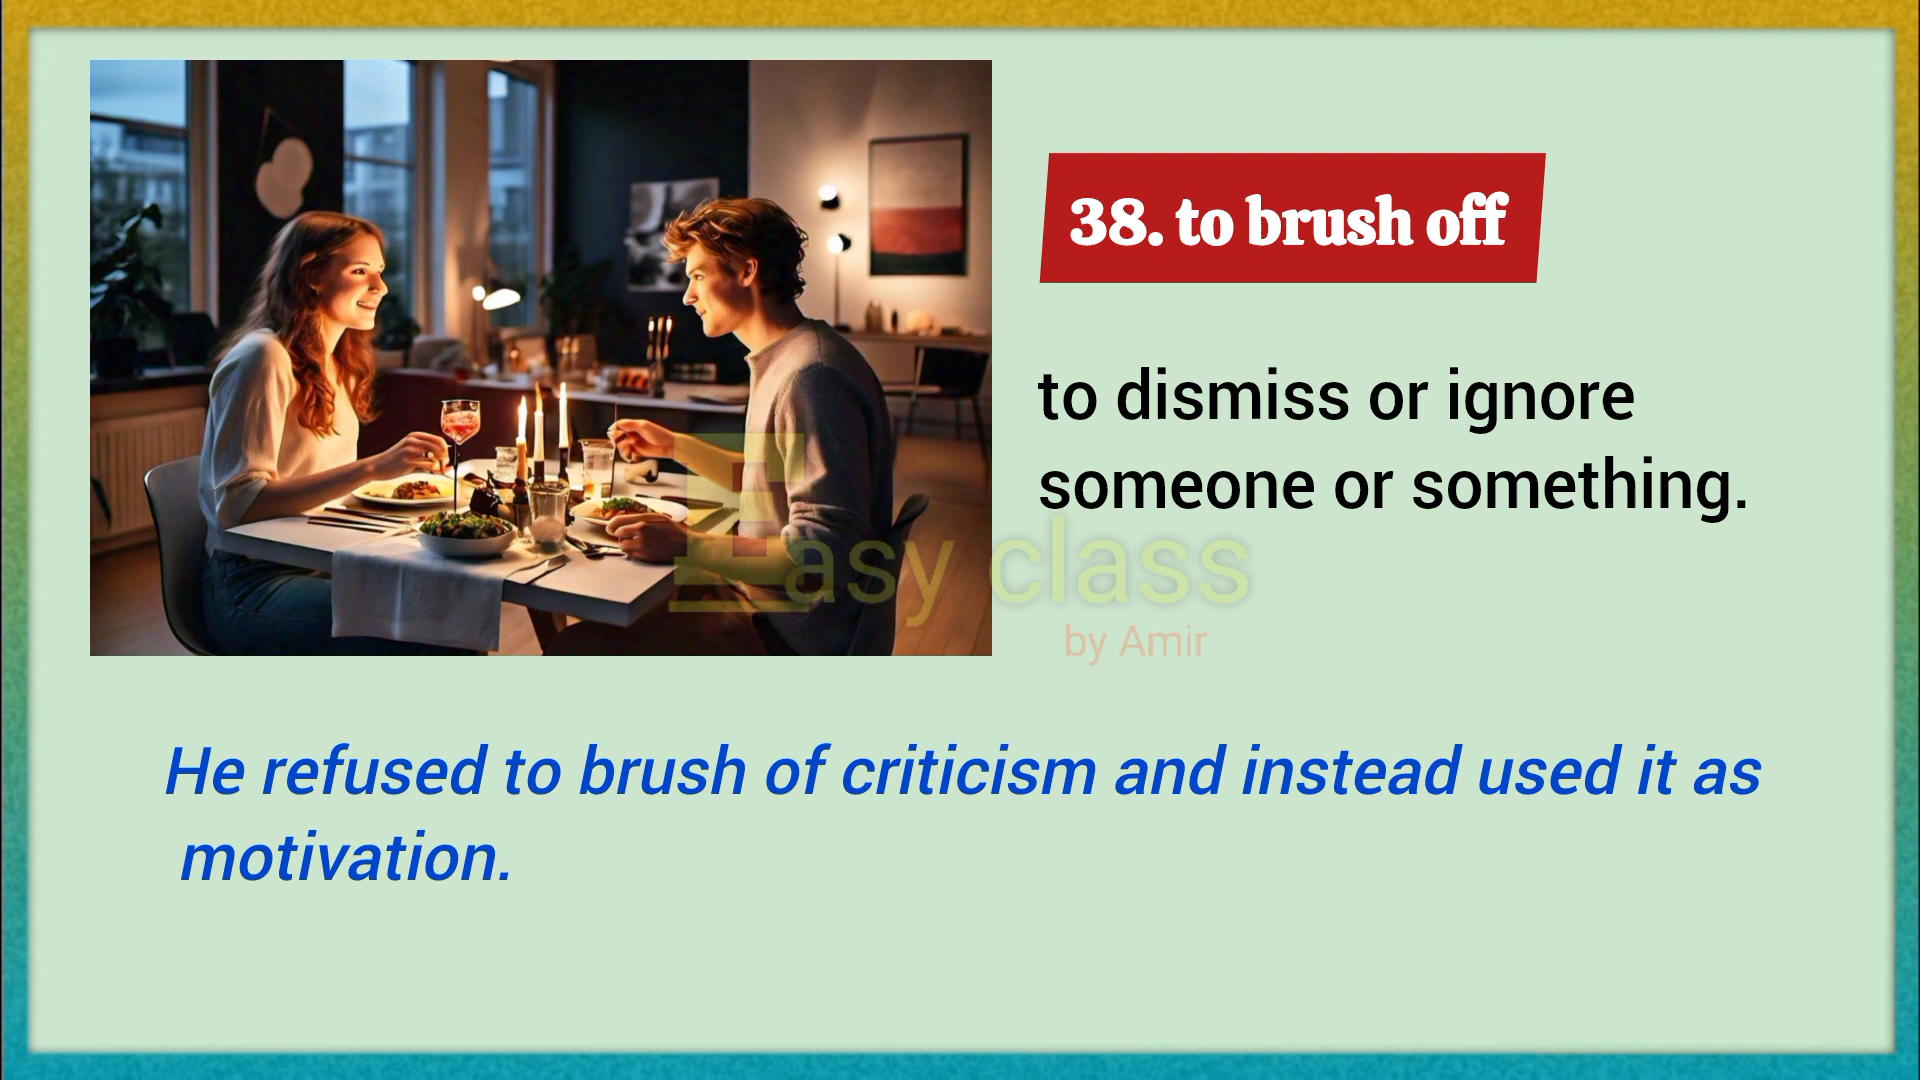 38. to brush off
to dismiss or ignore
someone or something.
Easy class
by Amir
He refused to brush of criticism and instead used it as
motivation.